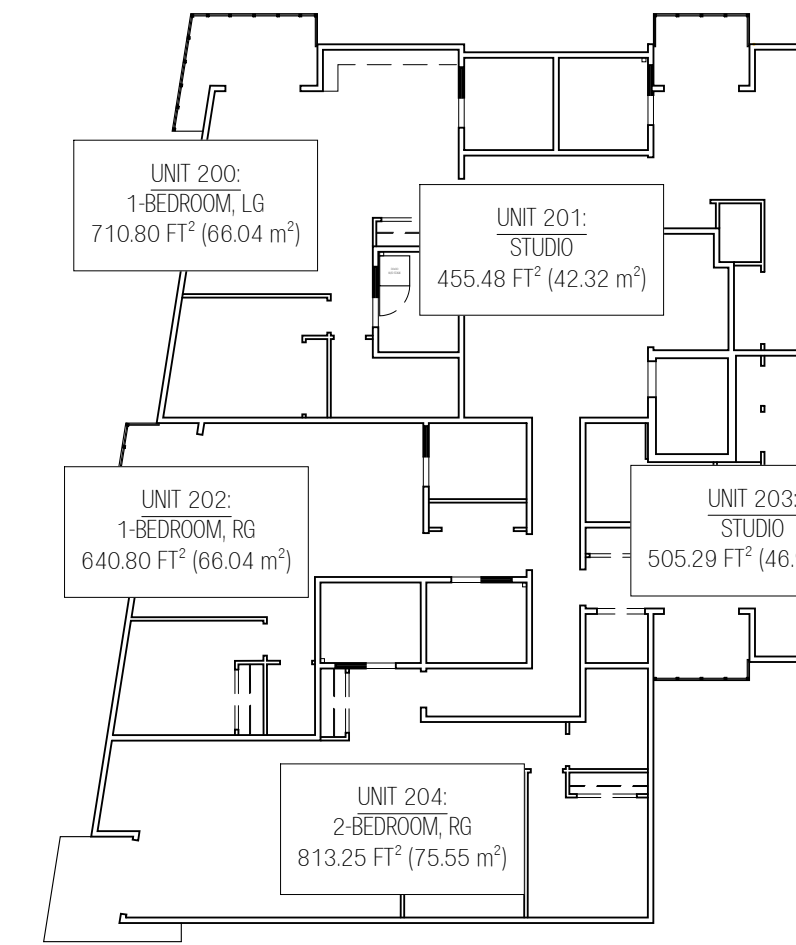 UNIT 200:
1-BEDROOM, LG
710.80 FT² (66.04 m²)
UNIT 201:
STUDIO
455.48 FT² (42.32 m²)
UNIT 202:
1-BEDROOM, RG
640.80 FT² (66.04 m²)
UNIT 203:
STUDIO
505.29 FT² (46.
UNIT 204:
2-BEDROOM, RG
813.25 FT² (75.55 m²)